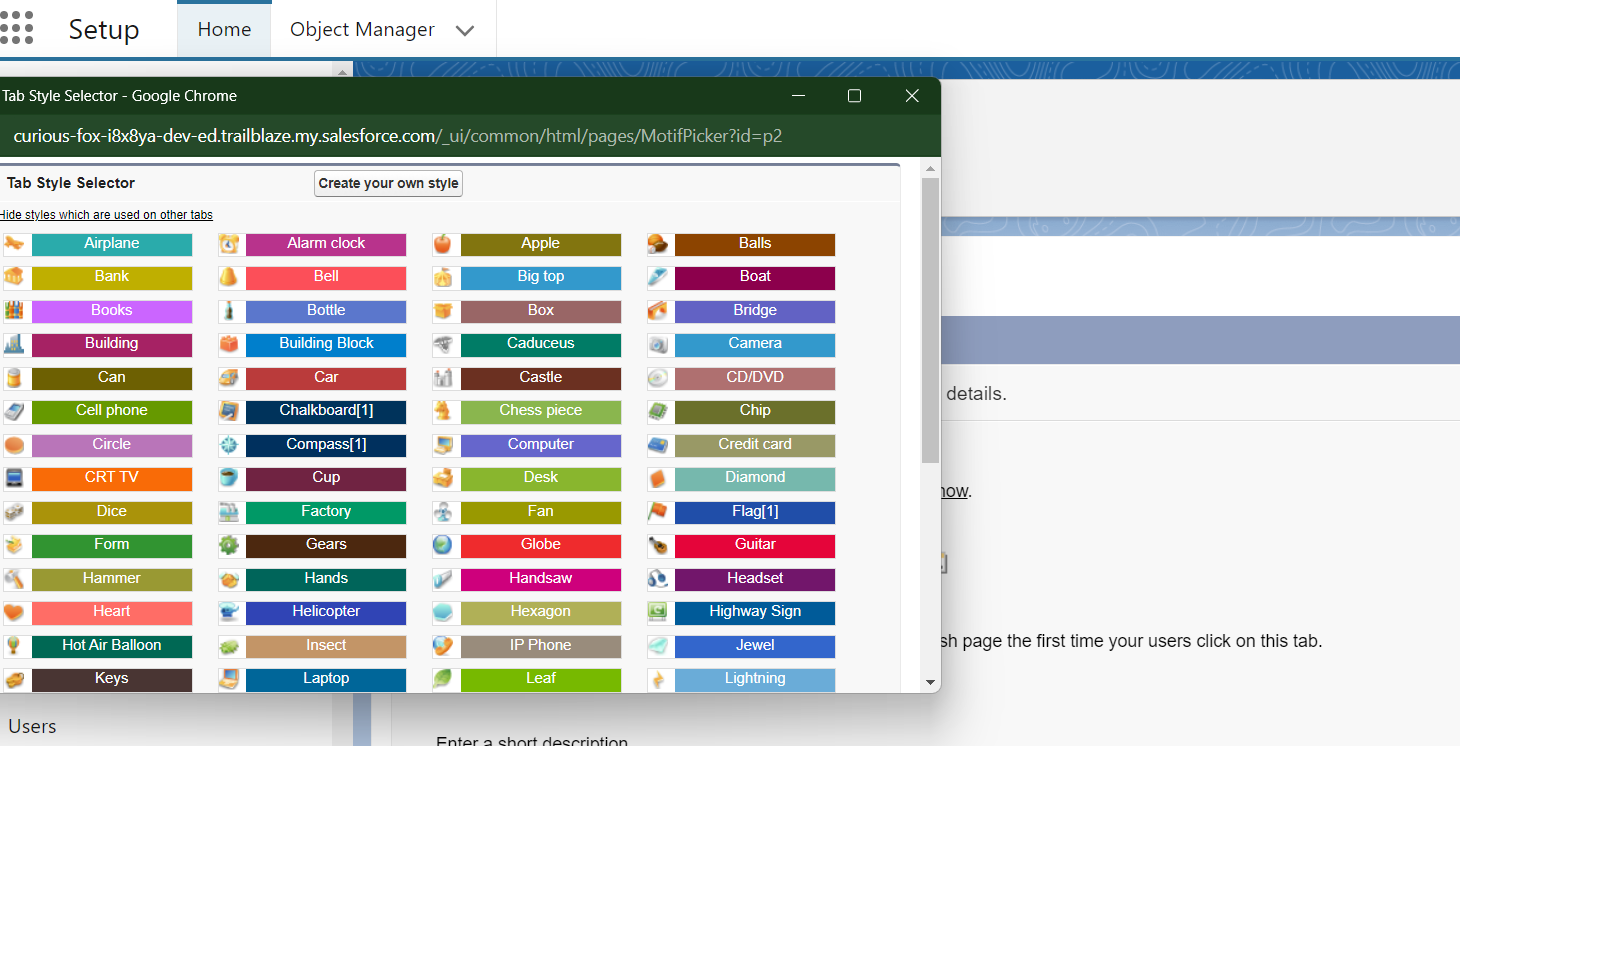 Setup
Home
Object Manager
Tab Style Selector - Google Chrome
curious-fox-i8x8ya-dev-ed.trailblaze.my.salesforce.com/_ui/common/html/pages/MotifPicker?id=p2
Tab Style Selector
Create your own style
Hide styles which are used on other tabs
Airplane Alarm clock Apple Balls
Bank Bell Big top Boat
Books Bottle Box Bridge
Building Building Block Caduceus Camera
Can Car Castle CD/DVD
Cell phone Chalkboard[1] Chess piece Chip
Circle Compass[1] Computer Credit card
CRT TV Cup Desk Diamond
Dice Factory Fan Flag[1]
Form Gears Globe Guitar
Hammer Hands Handsaw Headset
Heart Helicopter Hexagon Highway Sign
Hot Air Balloon Insect IP Phone Jewel
Keys Laptop Leaf Lightning
details.
now.
sh page the first time your users click on this tab.
Users
Enter a short description